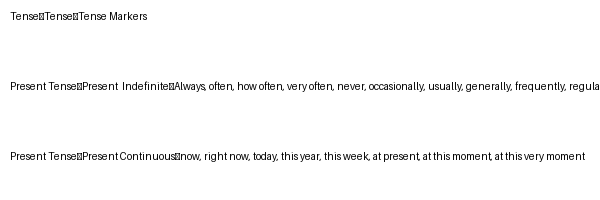 Tense▯Tense▯Tense Markers
Present Tense▯Present Indefinite▯Always, often, how often, very often, never, occasionally, usually, generally, frequently, regula
Present Tense▯Present Continuous▯now, right now, today, this year, this week, at present, at this moment, at this very moment